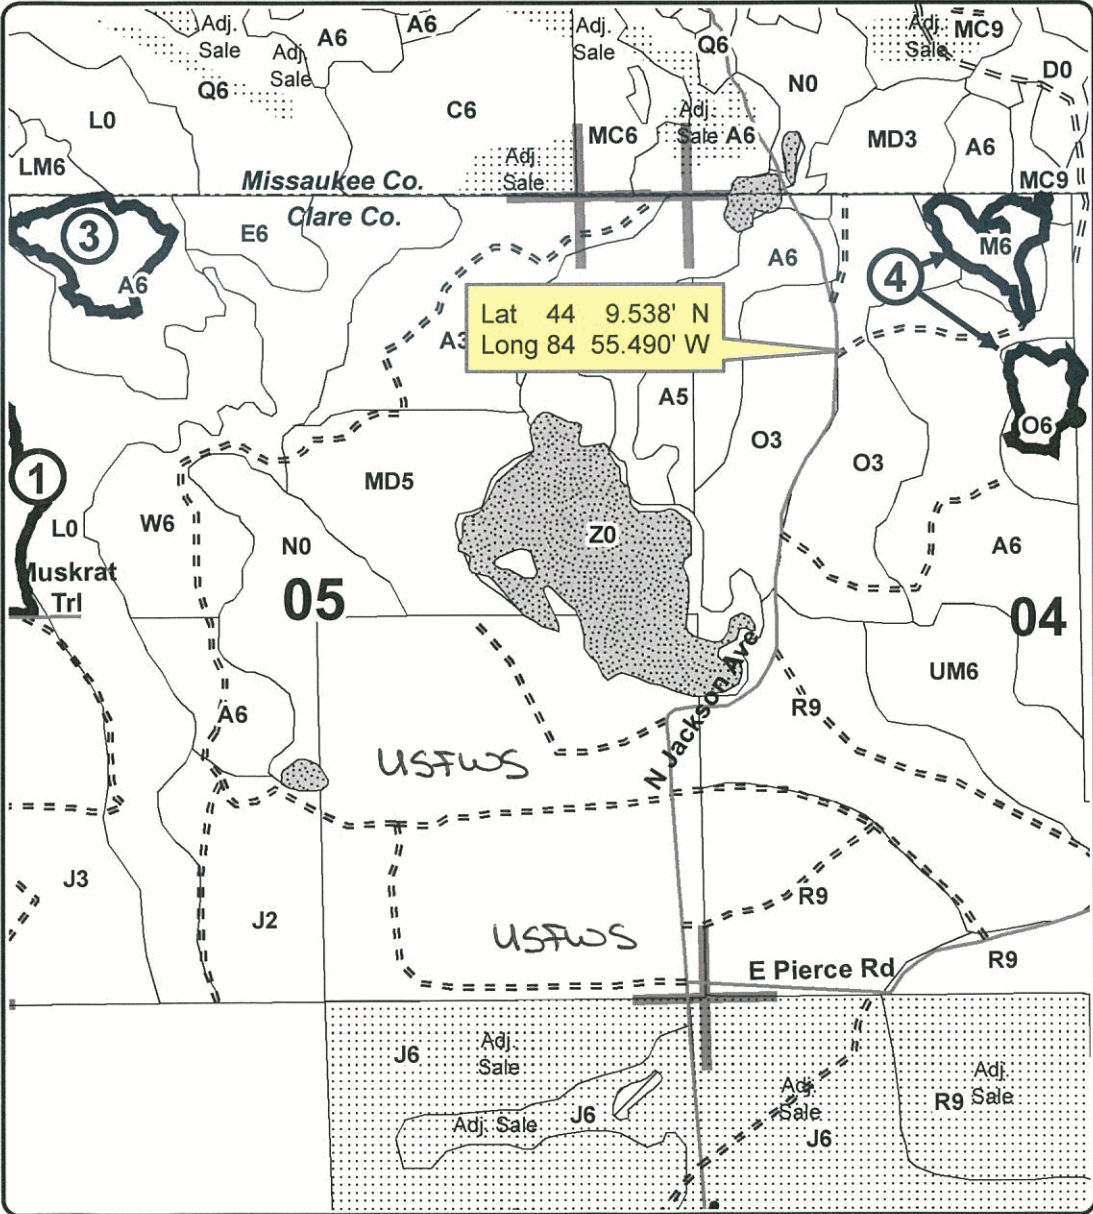 Adj.
Sale
A6
A6
Adj.
Sale
Q6
MC9
Adj.
Sale
Adj
Sale
Q6
N0
D0
L0
C6
MC6
Adj.
Sale
A6
MD3
A6
LM6
Adj.
Sale
MC9
Missaukee Co.
Clare Co.
3
E6
A6
M6
A6
4
Lat 44 9.538' N
Long 84 55.490' W
A3
A5
O3
O3
O6
1
MD5
L0
W6
N0
Z0
A6
Muskrat
Trl
05
04
UM6
A6
R9
N Jackson Ave
USFWS
J3
J2
R9
USFWS
E Pierce Rd
R9
J6
Adj.
Sale
Adj. Sale
J6
Adj.
Sale
J6
Adj.
Sale
R9